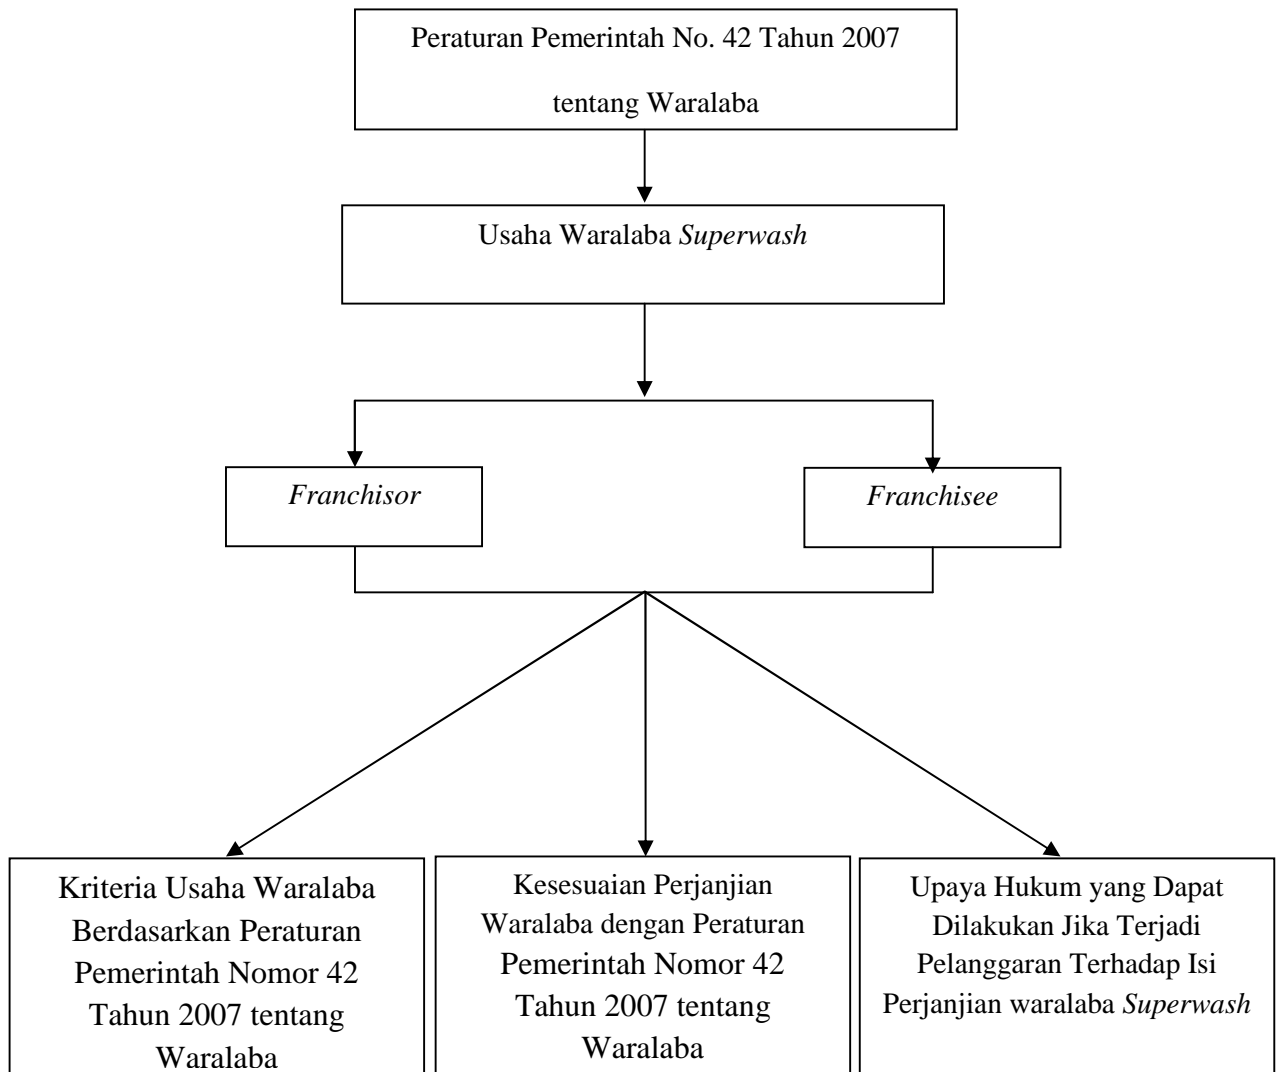 Peraturan Pemerintah No. 42 Tahun 2007
tentang Waralaba
Usaha Waralaba Superwash
Franchisor
Franchisee
Kriteria Usaha Waralaba
Berdasarkan Peraturan
Pemerintah Nomor 42
Tahun 2007 tentang
Waralaba
Kesesuaian Perjanjian
Waralaba dengan Peraturan
Pemerintah Nomor 42
Tahun 2007 tentang
Waralaba
Upaya Hukum yang Dapat
Dilakukan Jika Terjadi
Pelanggaran Terhadap Isi
Perjanjian waralaba Superwash